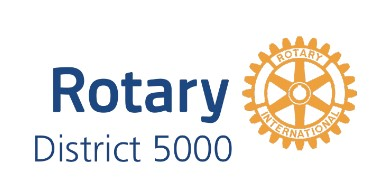 Rotary
District 5000
ROTARY
INTERNATIONAL